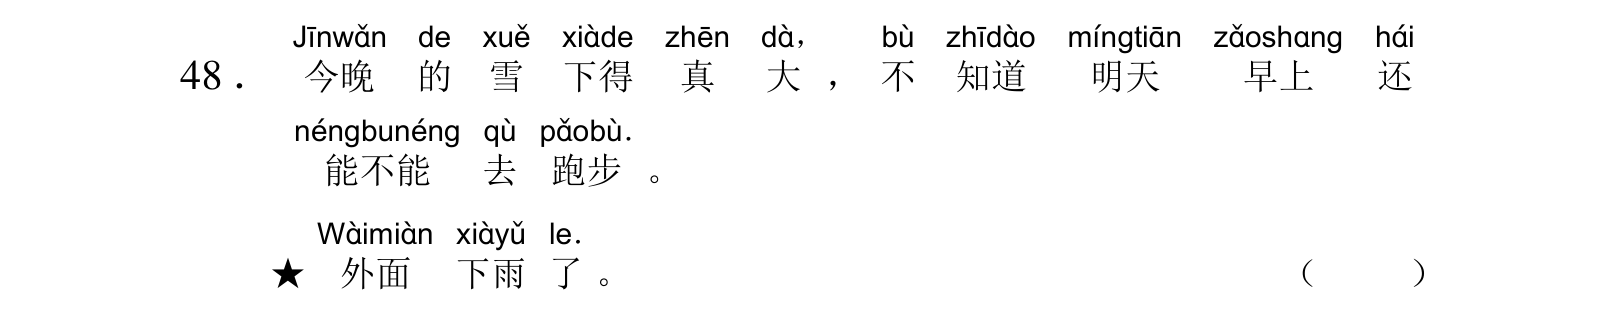 Jīnwǎn de xuě xiàde zhēn dà, bù zhīdào míngtiān zǎoshang hái
48. 今晚 的 雪 下得 真 大，不 知道 明天 早上 还
néngbunéng qù pǎobù.
能不能 去 跑步。
Wàimiàn xiàyǔ le.
★ 外面 下雨 了。 （ ）